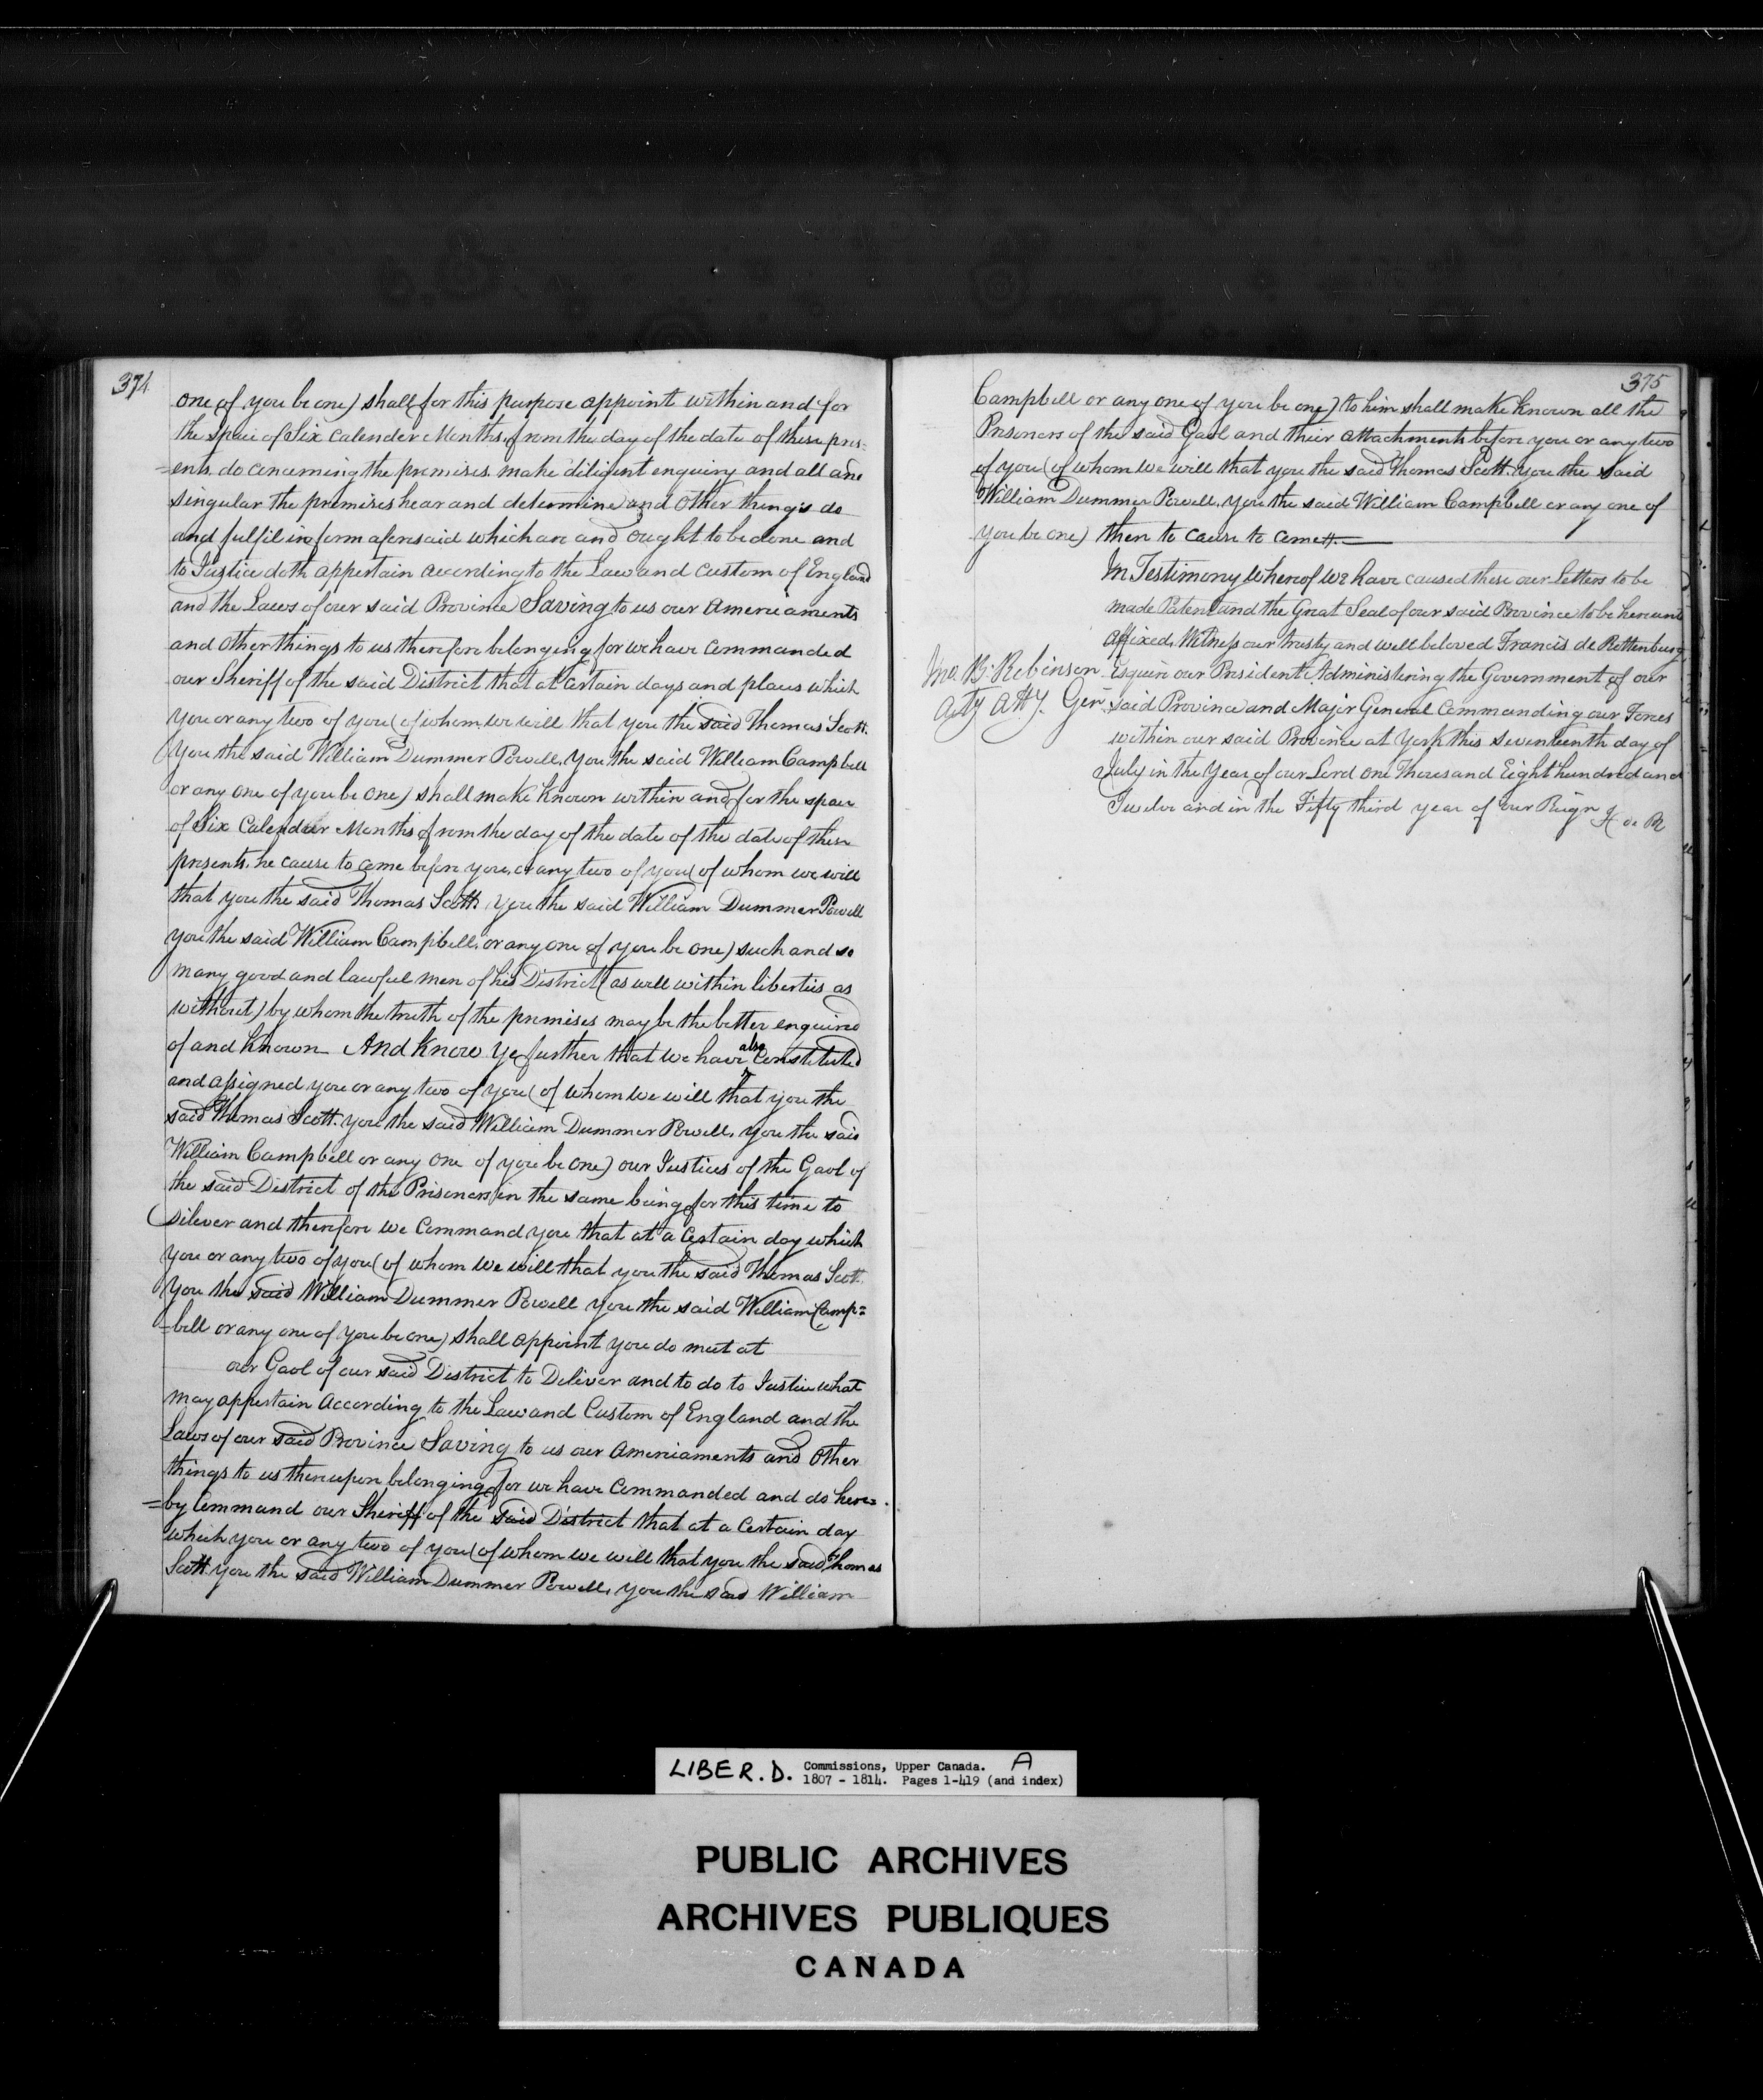 374
one of you be one) shall for this purpose appoint within and for
the space of Six Calender Months from the day of the date of these pres=
=ents do concerning the premises make diligent enquiry and all and
singular the premises hear and determine and other things do
and fulfil in form aforesaid which are and ought to be done and
to Justice doth appertain according to the Law and Custom of England
and the Laws of our said Province Saving to us our Amerciaments
and other things to us therefore belonging for we have Commanded
our Sheriff of the said District that at Certain days and places which
you or any two of you (of whom we will that you the said Thomas Scott.
you the said William Dummer Powell, you the said William Campbell
or any one of you be one) shall make known within and for the space
of Six Calender Months from the day of the date of the date of these
presents, he cause to come before you, or any two of you (of whom we will
that you the said Thomas Scott you the said William Dummer Powell
you the said William Campbell, or any one of you be one) such and so
many good and lawful men of his District (as well within liberties as
without) by whom the truth of the premises may be the better enquired
of and known And Know Ye further that we have also Constituted
and assigned you or any two of you (of whom we will that you the
said Thomas Scott. you the said William Dummer Powell, you the said
William Campbell or any one of you be one) our Justices of the Gaol of
the said District of the Prisoners in the same being for this time to
Deliver and therefore we Command you that at a Certain day which
you or any two of you (of whom we will that you the said Thomas Scott
you the said William Dummer Powell you the said William Camp=
=bell or any one of you be one) shall appoint you do meet at
our Gaol of our said District to Deliver and to do to Justice what
may appertain According to the Law and Custom of England and the
Laws of our said Province Saving to us our Amerciaments and other
things to us thereupon belonging for we have Commanded and do here=
=by Command our Sheriff of the said District that at a Certain day
which you or any two of you (of whom we will that you the said Thomas
Scott you the said William Dummer Powell, you the said William
375
Campbell or any one of you be one) to him shall make known all the
Prisoners of the said Gaol and their attachments before you or any two
of you (of whom we will that you the said Thomas Scott. you the said
William Dummer Powell, you the said William Campbell or any one of
you be one) then to cause to come.
In Testimony whereof We have caused these our Letters to be
made Patent and the Great Seal of our said Province to be hereunto
affixed, Witness our trusty and well beloved Francis de Rottenburg
Jno. B. Robinson Esquire our President Administering the Government of our
Actg Atty. Gen said Province and Major General Commanding our Forces
within our said Province at York this Seventeenth day of
July in the Year of our Lord One Thousand Eight hundred and
Twelve and in the Fifty third year of our Reign F de R
LIBER. D. Commissions, Upper Canada. A
1807 - 1814. Pages 1-419 (and index)
PUBLIC ARCHIVES
ARCHIVES PUBLIQUES
CANADA